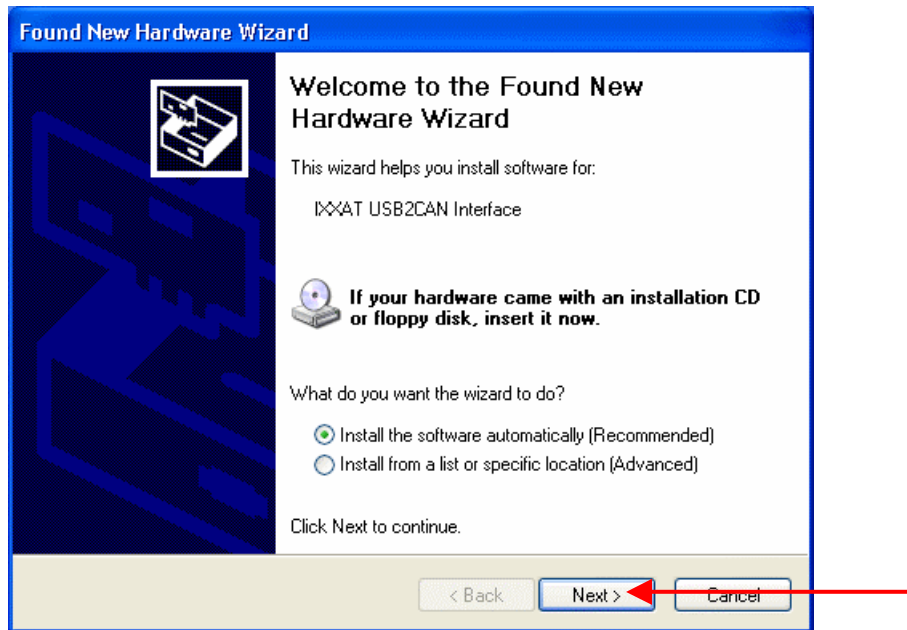 Found New Hardware Wizard
Welcome to the Found New
Hardware Wizard
This wizard helps you install software for:
IXXAT USB2CAN Interface
If your hardware came with an installation CD
or floppy disk, insert it now.
What do you want the wizard to do?
Install the software automatically (Recommended)
Install from a list or specific location (Advanced)
Click Next to continue.
< Back Next > Cancel